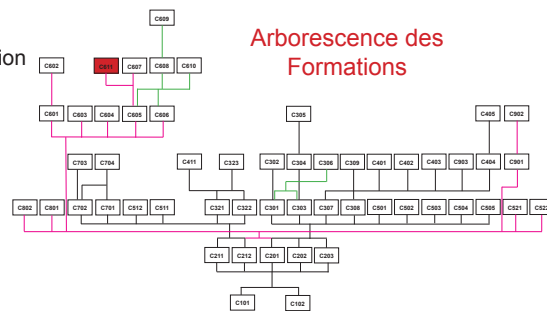 C609
Arborescence des
Formations
tion
C602 C611 C607 C608 C610
C601 C603 C604 C605 C606
C305 C405 C902
C703 C704 C411 C323 C302 C304 C306 C309 C401 C402 C403 C903 C404 C901
C802 C801 C702 C701 C512 C511 C321 C322 C301 C303 C307 C308 C501 C502 C503 C504 C505 C521 C522
C211 C212 C201 C202 C203
C101 C102